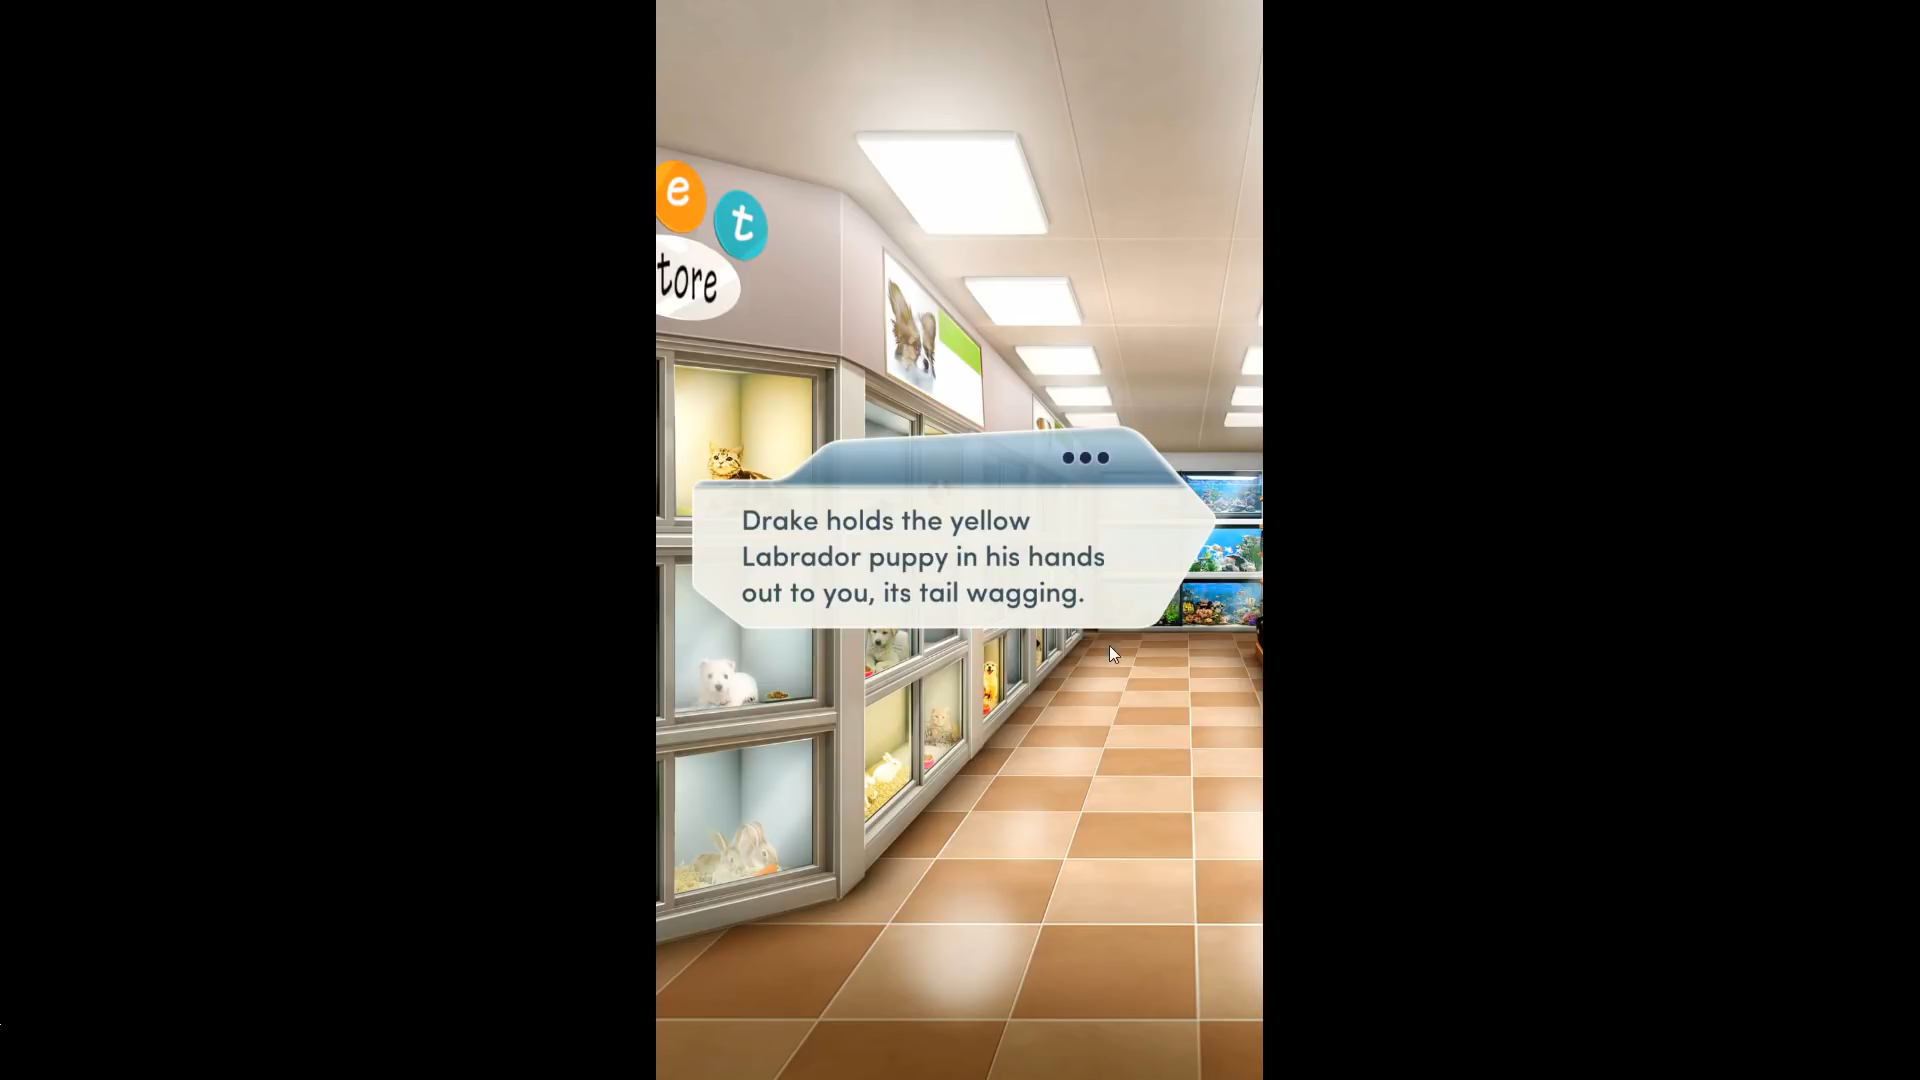 e t
tore
Drake holds the yellow
Labrador puppy in his hands
out to you, its tail wagging.